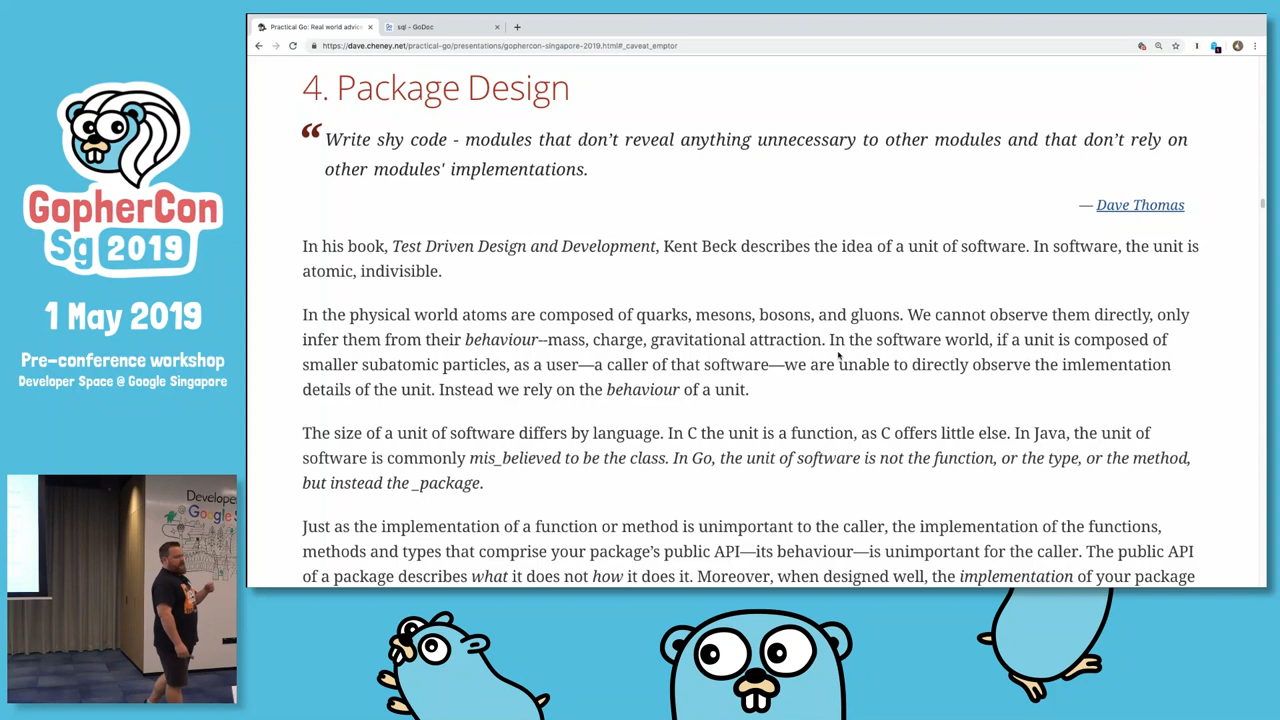 GopherCon
Sg 2019
1 May 2019
Pre-conference workshop
Developer Space @ Google Singapore
Practical Go: Real world advic
sql - GoDoc
https://dave.cheney.net/practical-go/presentations/gophercon-singapore-2019.html#_caveat_emptor
4. Package Design
“Write shy code - modules that don’t reveal anything unnecessary to other modules and that don’t rely on
other modules' implementations.
— Dave Thomas
In his book, Test Driven Design and Development, Kent Beck describes the idea of a unit of software. In software, the unit is
atomic, indivisible.
In the physical world atoms are composed of quarks, mesons, bosons, and gluons. We cannot observe them directly, only
infer them from their behaviour--mass, charge, gravitational attraction. In the software world, if a unit is composed of
smaller subatomic particles, as a user—a caller of that software—we are unable to directly observe the imlementation
details of the unit. Instead we rely on the behaviour of a unit.
The size of a unit of software differs by language. In C the unit is a function, as C offers little else. In Java, the unit of
software is commonly mis_believed to be the class. In Go, the unit of software is not the function, or the type, or the method,
but instead the _package.
Just as the implementation of a function or method is unimportant to the caller, the implementation of the functions,
methods and types that comprise your package’s public API—its behaviour—is unimportant for the caller. The public API
of a package describes what it does not how it does it. Moreover, when designed well, the implementation of your package
Develope
Google